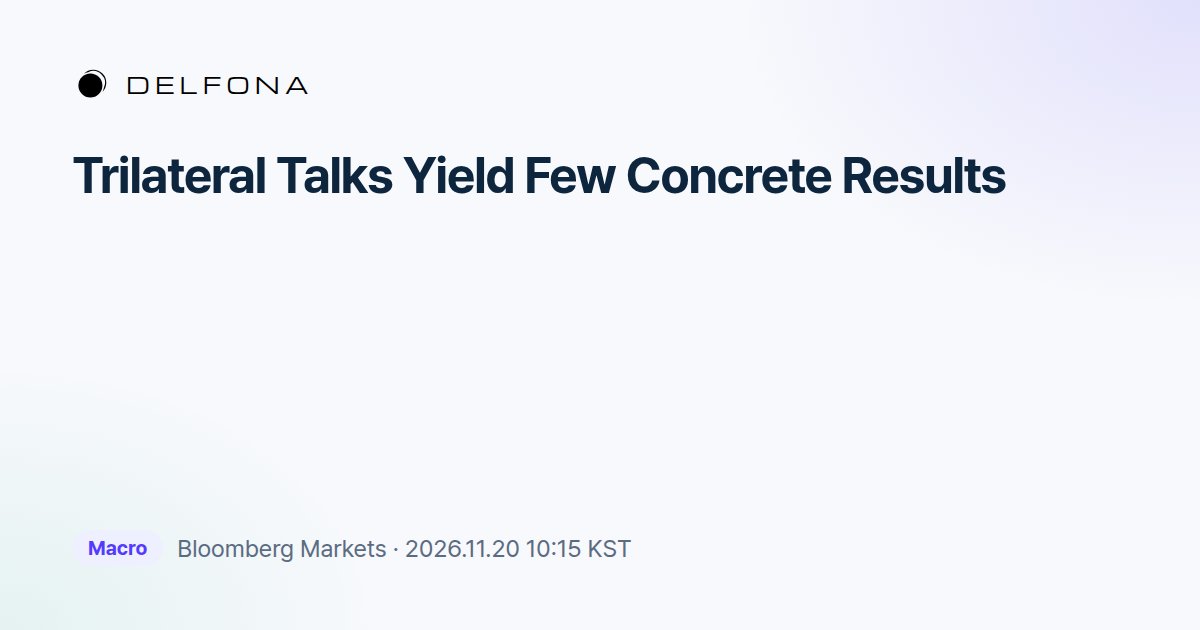 DELFONA
Trilateral Talks Yield Few Concrete Results
Macro Bloomberg Markets · 2026.11.20 10:15 KST